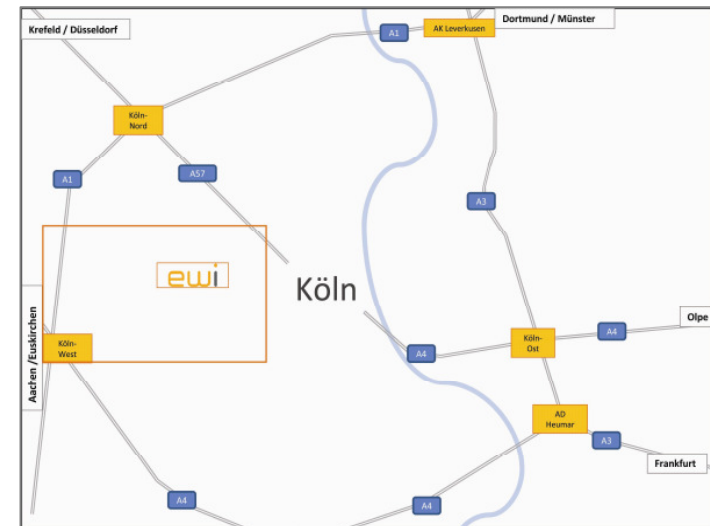 Krefeld / Düsseldorf
Dortmund / Münster
AK Leverkusen
A1
Köln-
Nord
A57
A1
A3
ewi
Köln
Aachen /Euskirchen
Olpe
A4
Köln-
Ost
A4
Köln-
West
AD
Heumar
A3
Frankfurt
A4
A4